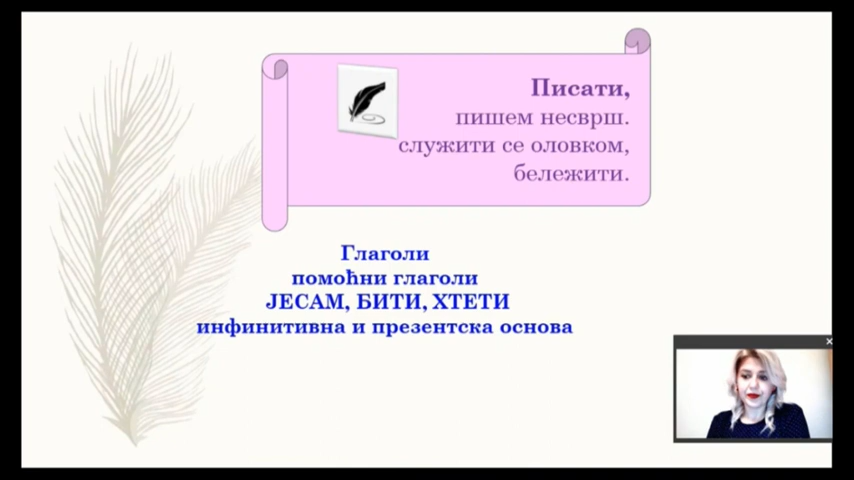 Писати,
пишем несврш.
служити се оловком,
бележити.
Глаголи
помоћни глаголи
ЈЕСАМ, БИТИ, ХТЕТИ
инфинитивна и презентска основа